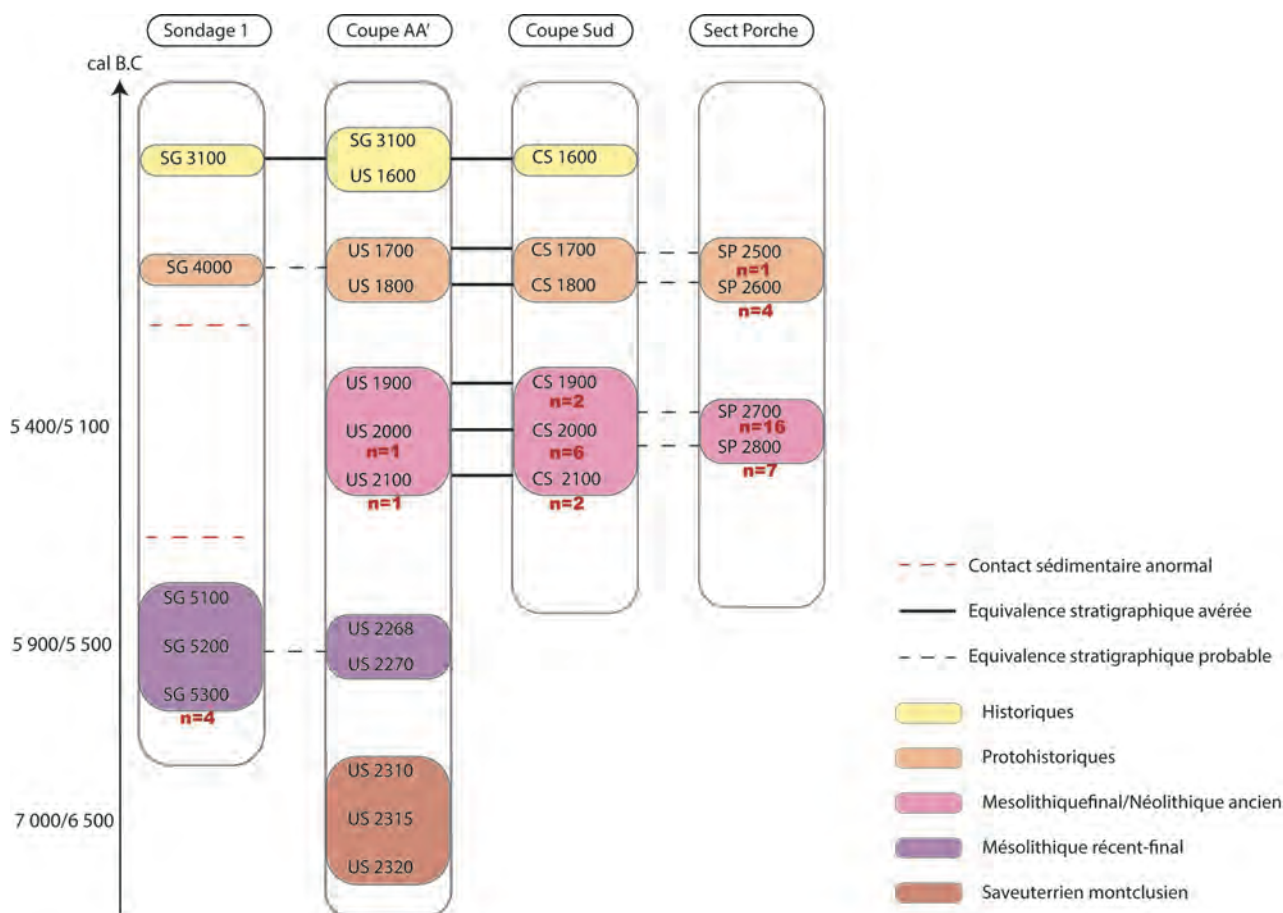 Sondage 1
Coupe AA'
Coupe Sud
Sect Porche
cal B.C
SG 3100
SG 3100
US 1600
CS 1600
SG 4000
US 1700
US 1800
CS 1700
CS 1800
SP 2500
n=1
SP 2600
n=4
5 400/5 100
US 1900
US 2000
n=1
US 2100
n=1
CS 1900
n=2
CS 2000
n=6
CS 2100
n=2
SP 2700
n=16
SP 2800
n=7
5 900/5 500
SG 5100
SG 5200
SG 5300
n=4
US 2268
US 2270
7 000/6 500
US 2310
US 2315
US 2320
Contact sédimentaire anormal
Equivalence stratigraphique avérée
Equivalence stratigraphique probable
Historiques
Protohistoriques
Mesolithiquefinal/Néolithique ancien
Mésolithique récent-final
Saveuterrien montclusien